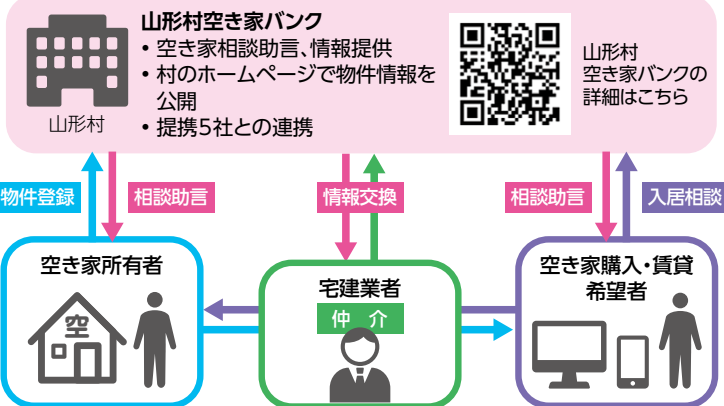 山形村空き家バンク
• 空き家相談助言、情報提供
• 村のホームページで物件情報を
公開
• 提携5社との連携
山形村
山形村
空き家バンクの
詳細はこちら
物件登録
相談助言
情報交換
相談助言
入居相談
空き家所有者
空
宅建業者
仲 介
空き家購入・賃貸
希望者